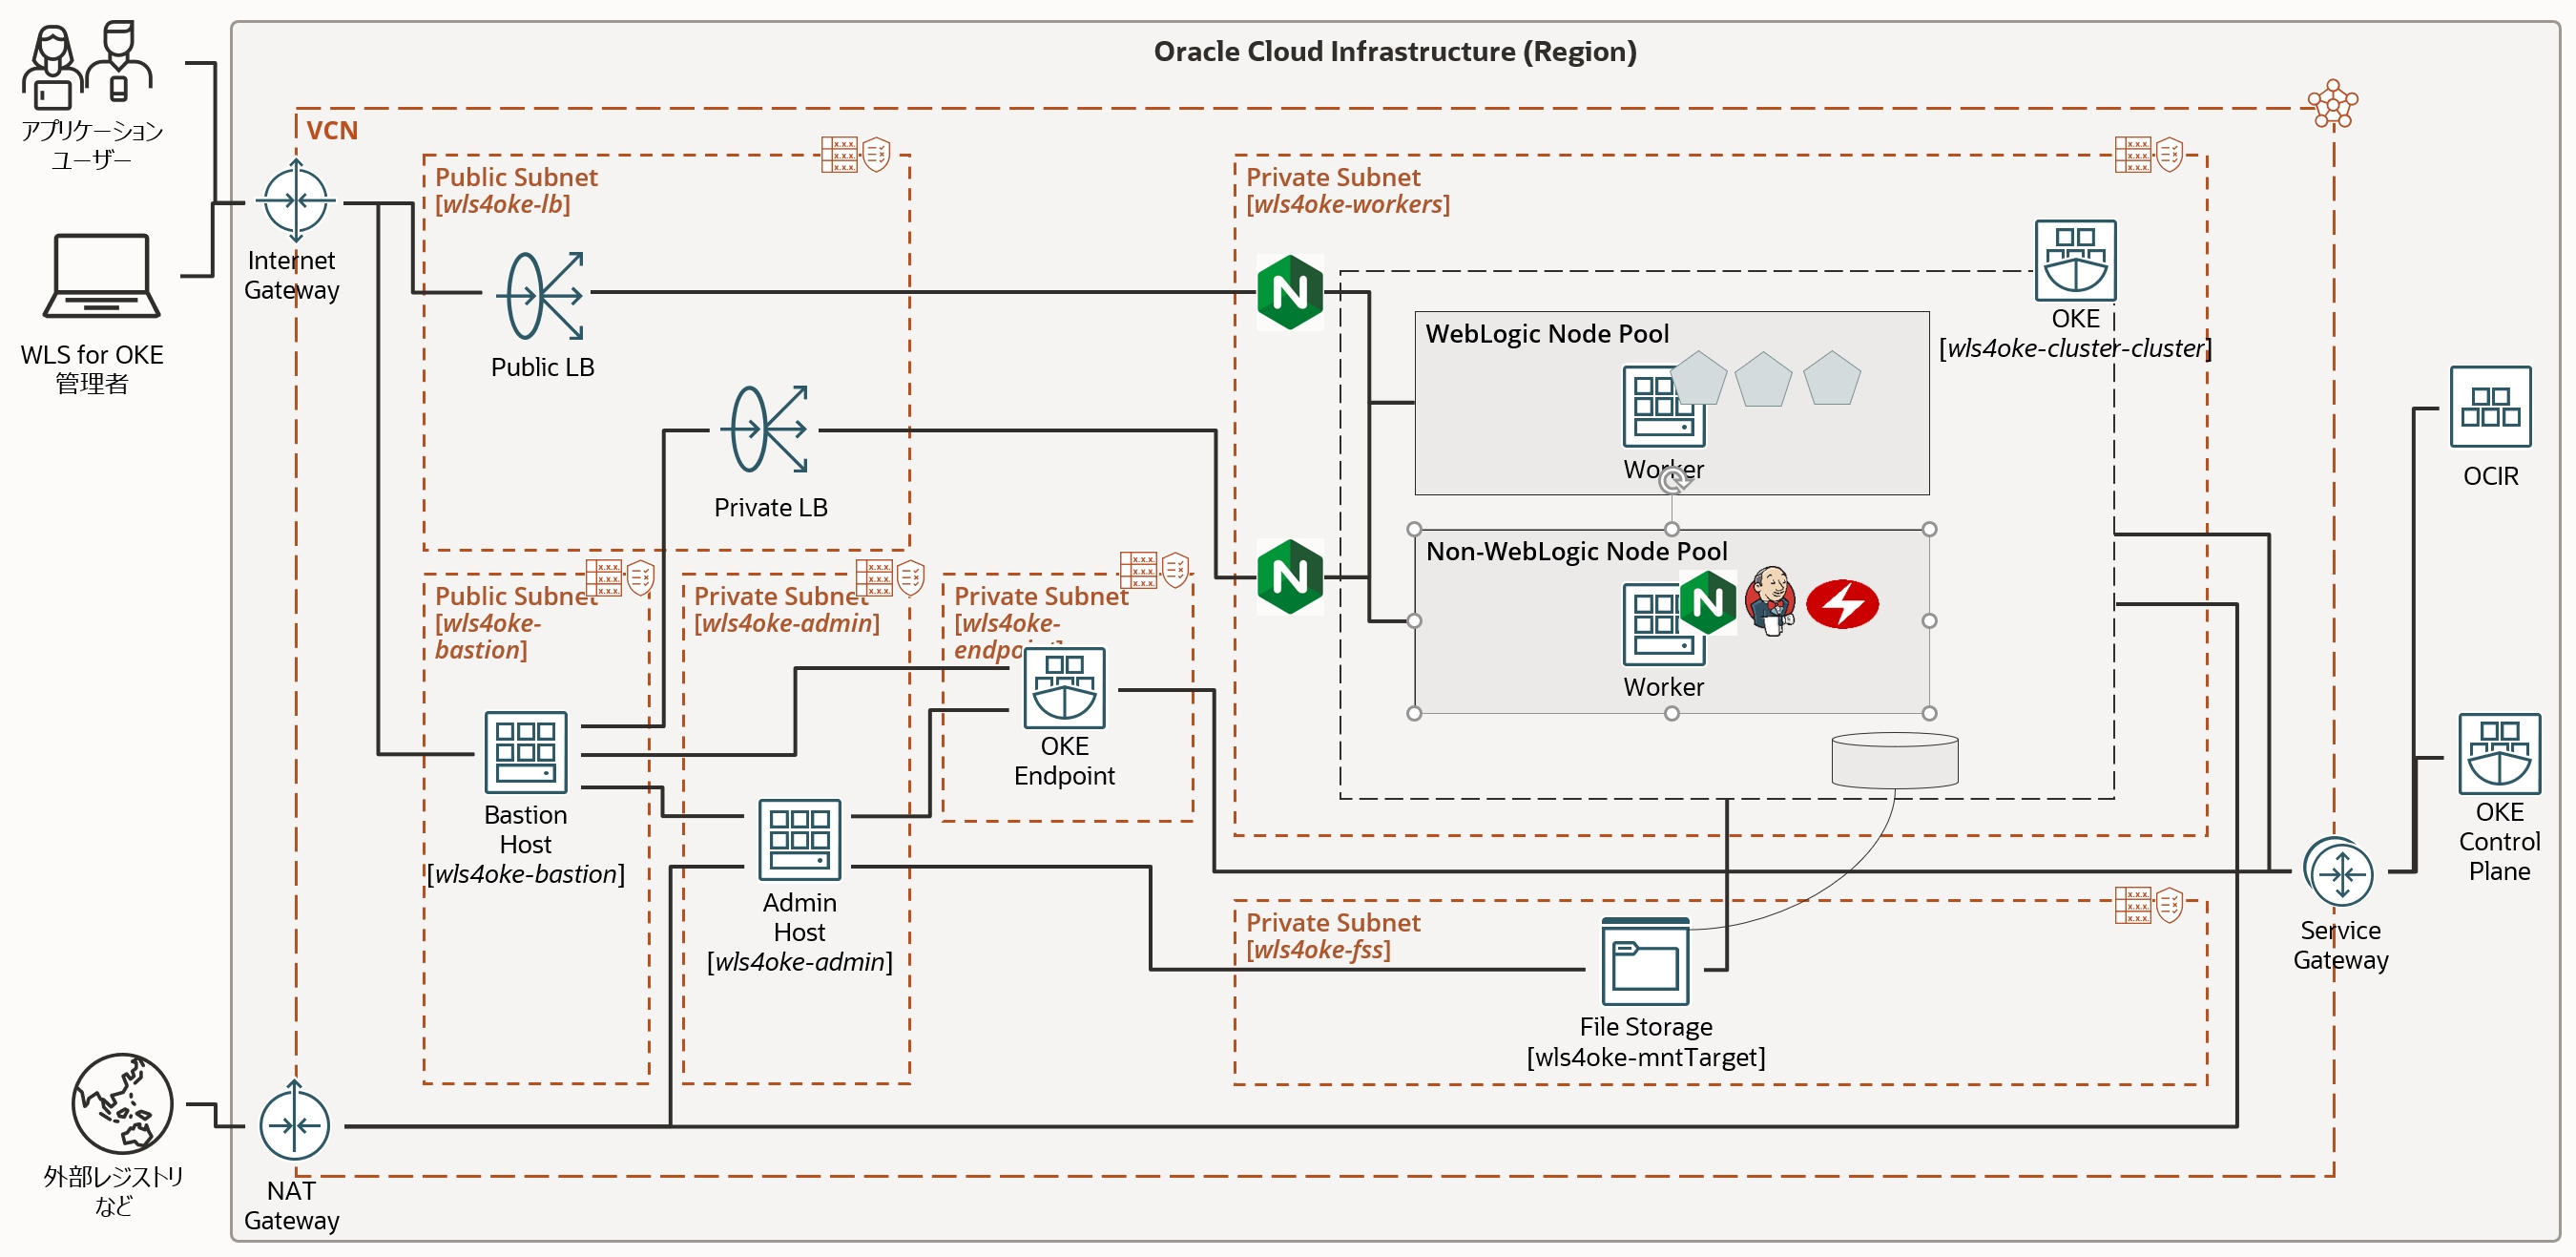 Oracle Cloud Infrastructure (Region)
アプリケーション
ユーザー
WLS for OKE
管理者
外部レジストリ
など
VCN
Internet
Gateway
NAT
Gateway
Public Subnet
[wls4oke-lb]
Public LB
Private LB
Public Subnet
[wls4oke-
bastion]
Bastion
Host
[wls4oke-bastion]
Private Subnet
[wls4oke-admin]
Admin
Host
[wls4oke-admin]
Private Subnet
[wls4oke-
endpoint]
OKE
Endpoint
Private Subnet
[wls4oke-workers]
N
N
OKE
[wls4oke-cluster-cluster]
WebLogic Node Pool
Worker
Non-WebLogic Node Pool
N
Worker
Private Subnet
[wls4oke-fss]
File Storage
[wls4oke-mntTarget]
Service
Gateway
OCIR
OKE
Control
Plane